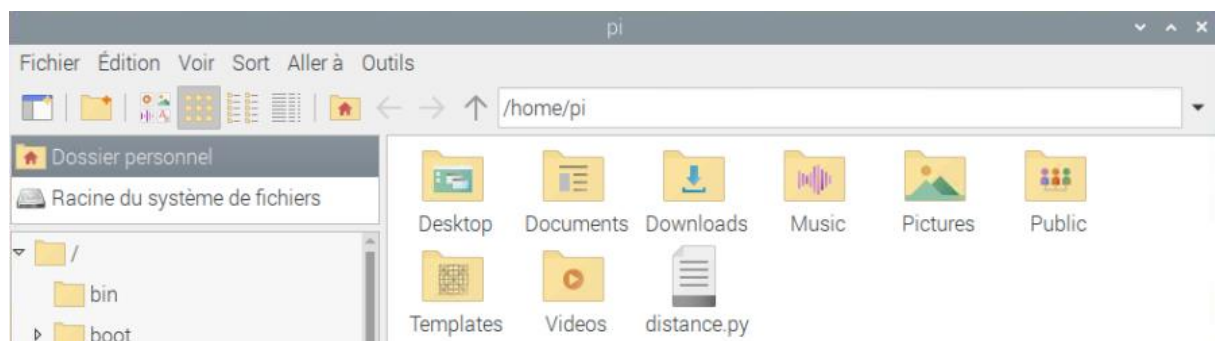 pi
Fichier Édition Voir Sort Aller à Outils
/home/pi
Dossier personnel
Racine du système de fichiers
/
bin
boot
Desktop Documents Downloads Music Pictures Public
Templates Videos distance.py